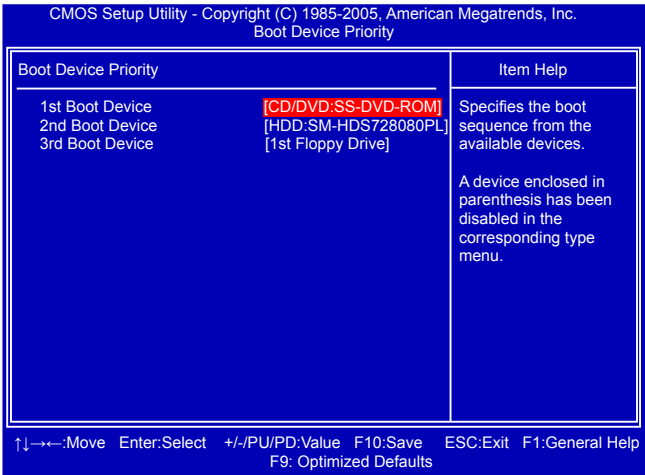 CMOS Setup Utility - Copyright (C) 1985-2005, American Megatrends, Inc.
Boot Device Priority
Boot Device Priority
1st Boot Device [CD/DVD:SS-DVD-ROM]
2nd Boot Device [HDD:SM-HDS728080PL]
3rd Boot Device [1st Floppy Drive]
Item Help
Specifies the boot
sequence from the
available devices.
A device enclosed in
parenthesis has been
disabled in the
corresponding type
menu.
↑↓→←:Move Enter:Select +/-/PU/PD:Value F10:Save ESC:Exit F1:General Help
F9: Optimized Defaults